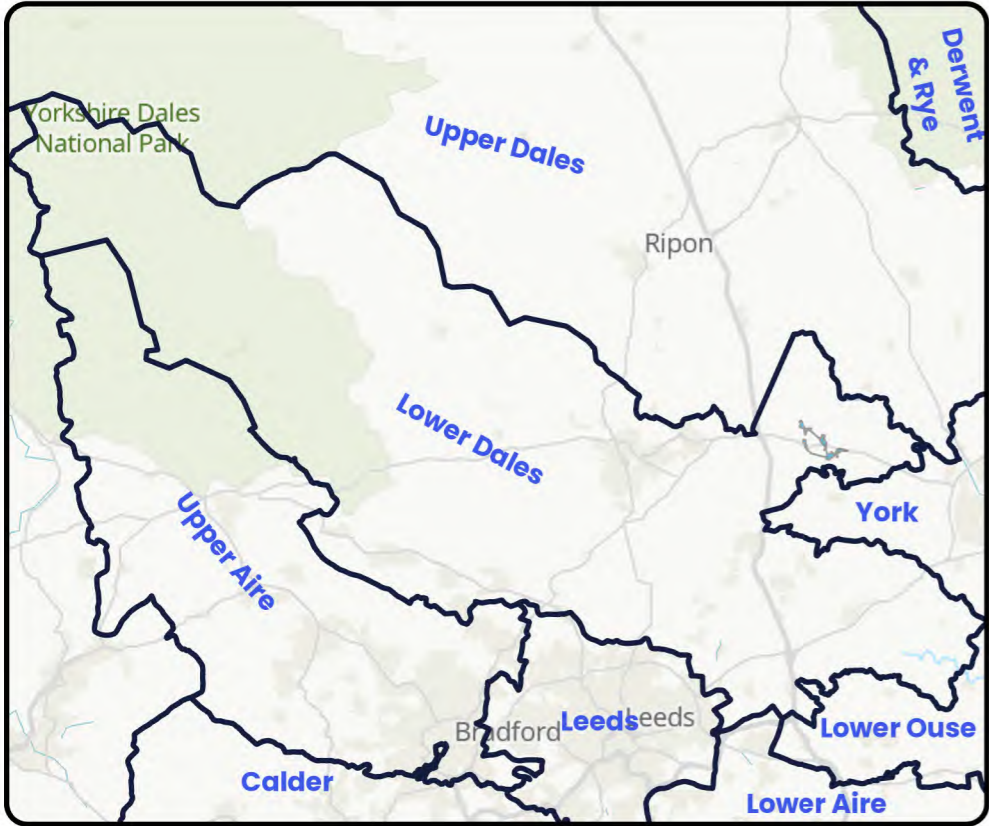 Derwent
& Rye
Yorkshire Dales
National Park
Upper Dales
Ripon
Lower Dales
York
Upper Aire
Bradford
Leeds
Leeds
Lower Ouse
Calder
Lower Aire